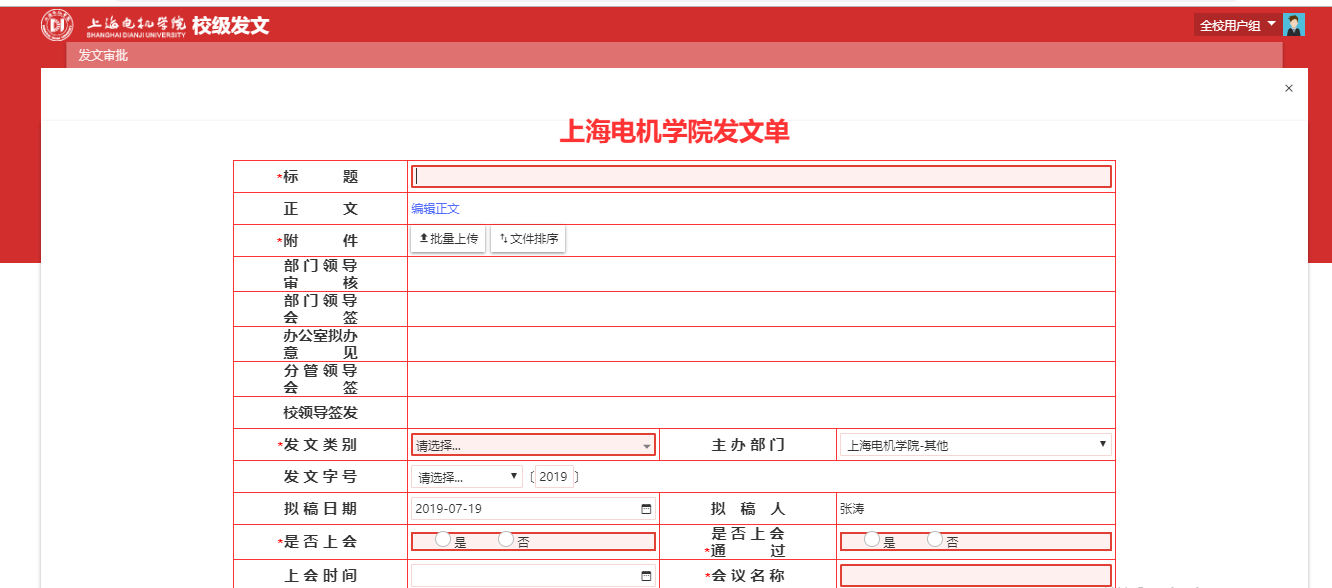 上海电机学院 校级发文
SHANGHAI DIANJI UNIVERSITY
全校用户组
发文审批
×
上海电机学院发文单
*标 题
正 文 编辑正文
*附 件 批量上传 文件排序
部门领导
审 核
部门领导
会 签
办公室拟办
意 见
分管领导
会 签
校领导签发
*发文类别 请选择... 主办部门 上海电机学院-其他
发文字号 请选择... 〔2019〕
拟稿日期 2019-07-19 拟稿人 张涛
*是否上会 是 否 是否上会
*通 过 是 否
上会时间 *会议名称